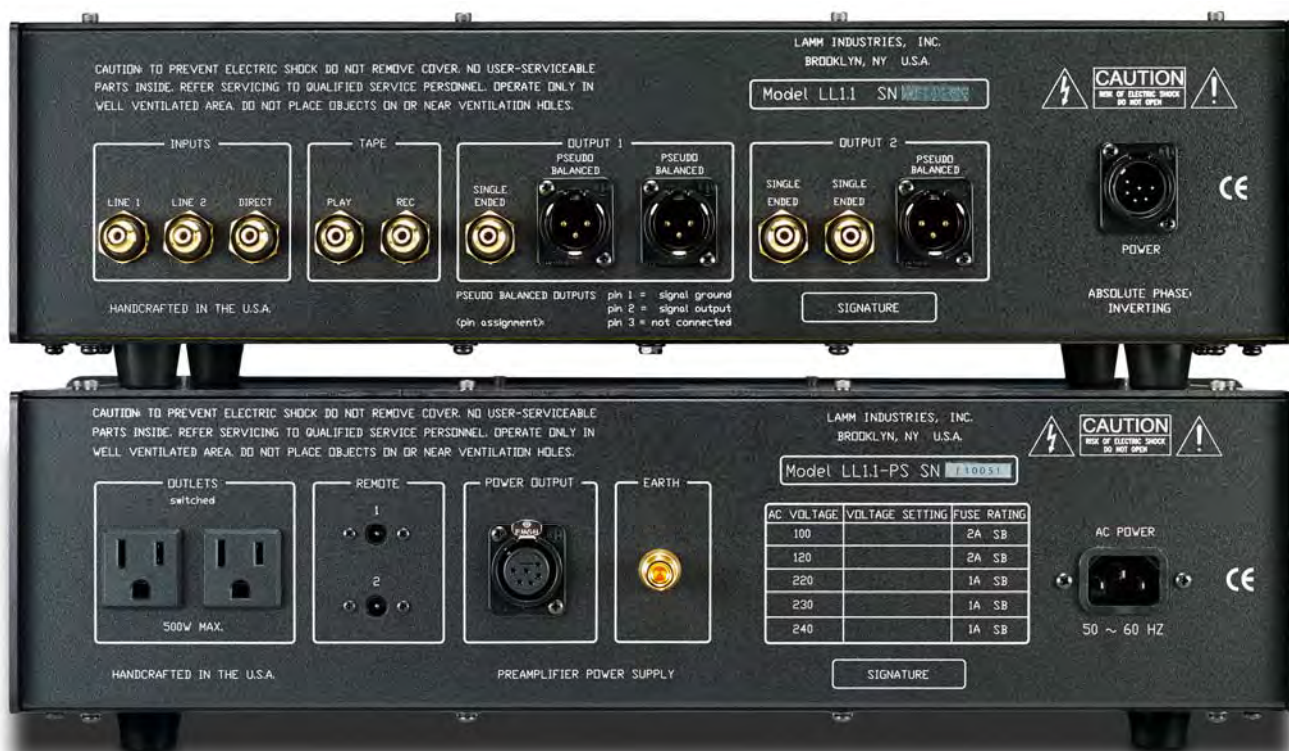 LAMM INDUSTRIES, INC.
BROOKLYN, NY U.S.A.
CAUTION: TO PREVENT ELECTRIC SHOCK DO NOT REMOVE COVER. NO USER-SERVICEABLE
PARTS INSIDE. REFER SERVICING TO QUALIFIED SERVICE PERSONNEL. OPERATE ONLY IN
WELL VENTILATED AREA. DO NOT PLACE OBJECTS ON OR NEAR VENTILATION HOLES.
Model LL1.1 SN
CAUTION
RISK OF ELECTRIC SHOCK
DO NOT OPEN
INPUTS
LINE 1 LINE 2 DIRECT
TAPE
PLAY REC
OUTPUT 1
SINGLE ENDED
PSEUDO BALANCED
PSEUDO BALANCED
OUTPUT 2
SINGLE ENDED
SINGLE ENDED
PSEUDO BALANCED
POWER
CE
HANDCRAFTED IN THE U.S.A.
PSEUDO BALANCED OUTPUTS pin 1 = signal ground
pin 2 = signal output
(pin assignment): pin 3 = not connected
SIGNATURE
ABSOLUTE PHASE:
INVERTING
CAUTION: TO PREVENT ELECTRIC SHOCK DO NOT REMOVE COVER. NO USER-SERVICEABLE
PARTS INSIDE. REFER SERVICING TO QUALIFIED SERVICE PERSONNEL. OPERATE ONLY IN
WELL VENTILATED AREA. DO NOT PLACE OBJECTS ON OR NEAR VENTILATION HOLES.
LAMM INDUSTRIES, INC.
BROOKLYN, NY U.S.A.
CAUTION
RISK OF ELECTRIC SHOCK
DO NOT OPEN
Model LL1.1-PS SN
OUTLETS
switched
500W MAX.
REMOTE
1
2
POWER OUTPUT
PUSH
EARTH
AC VOLTAGE VOLTAGE SETTING FUSE RATING
100 2A SB
120 2A SB
220 1A SB
230 1A SB
240 1A SB
AC POWER
50 ~ 60 HZ
CE
HANDCRAFTED IN THE U.S.A.
PREAMPLIFIER POWER SUPPLY
SIGNATURE